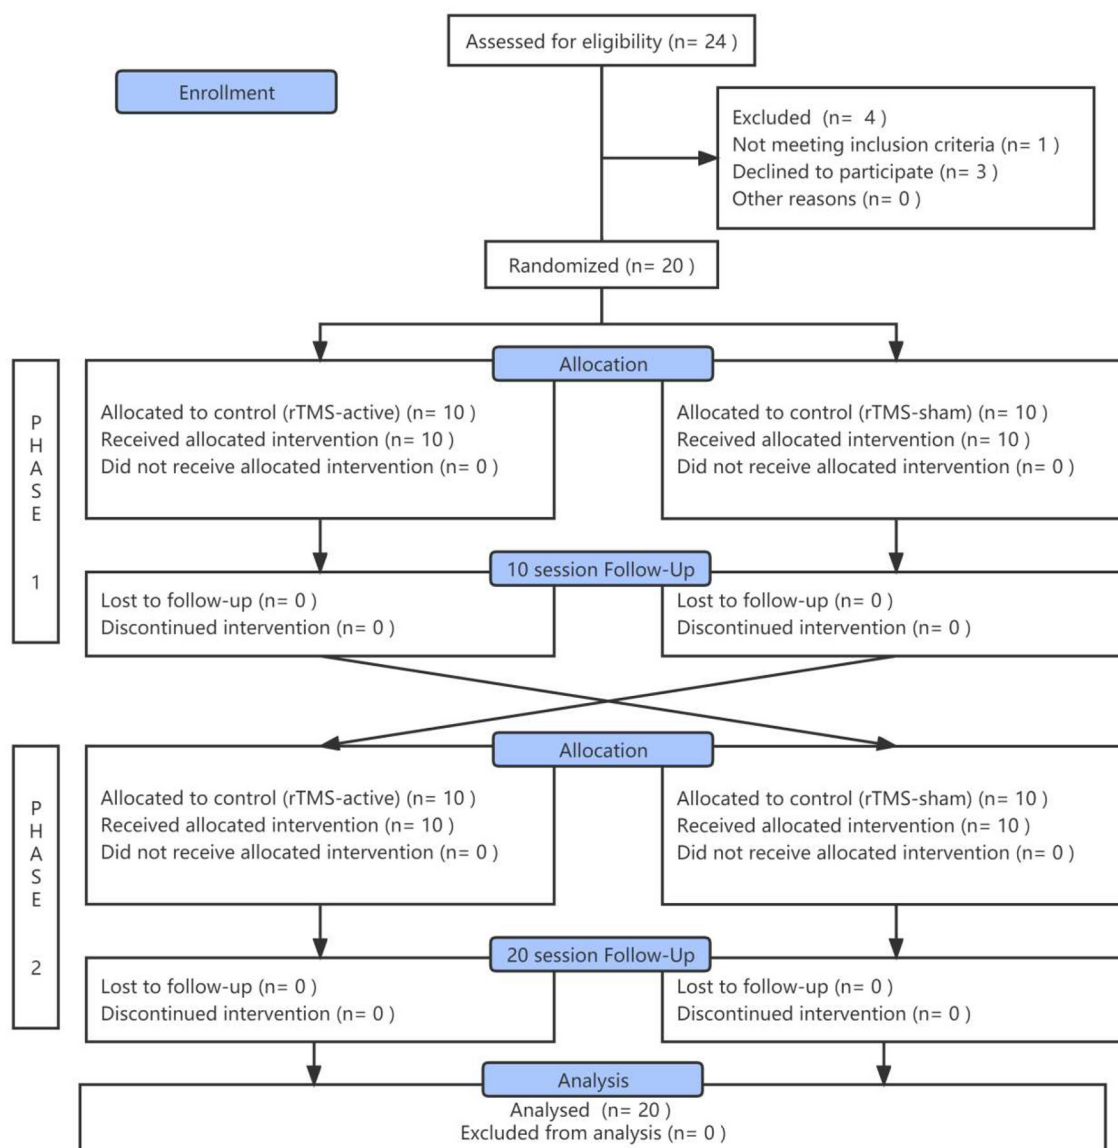 Assessed for eligibility (n= 24 )
Enrollment
Excluded  (n=  4 )
Not meeting inclusion criteria (n= 1 )
Declined to participate (n= 3 )
Other reasons (n= 0 )
Randomized (n= 20 )
Allocation
PHASE 1
Allocated to control (rTMS-active) (n= 10 )
Received allocated intervention (n= 10 )
Did not receive allocated intervention (n= 0 )
Allocated to control (rTMS-sham) (n= 10 )
Received allocated intervention (n= 10 )
Did not receive allocated intervention (n= 0 )
10 session Follow-Up
Lost to follow-up (n= 0 )
Discontinued intervention (n= 0 )
Lost to follow-up (n= 0 )
Discontinued intervention (n= 0 )
Allocation
PHASE 2
Allocated to control (rTMS-active) (n= 10 )
Received allocated intervention (n= 10 )
Did not receive allocated intervention (n= 0 )
Allocated to control (rTMS-sham) (n= 10 )
Received allocated intervention (n= 10 )
Did not receive allocated intervention (n= 0 )
20 session Follow-Up
Lost to follow-up (n= 0 )
Discontinued intervention (n= 0 )
Lost to follow-up (n= 0 )
Discontinued intervention (n= 0 )
Analysis
Analysed  (n= 20 )
Excluded from analysis (n= 0 )